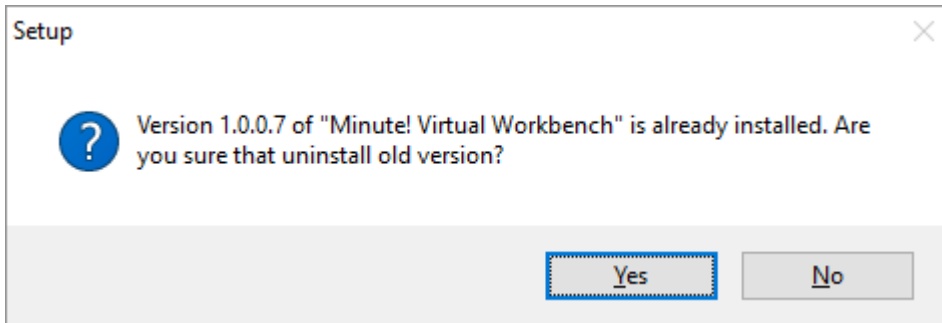 Setup
Version 1.0.0.7 of "Minute! Virtual Workbench" is already installed. Are
you sure that uninstall old version?
Yes
No